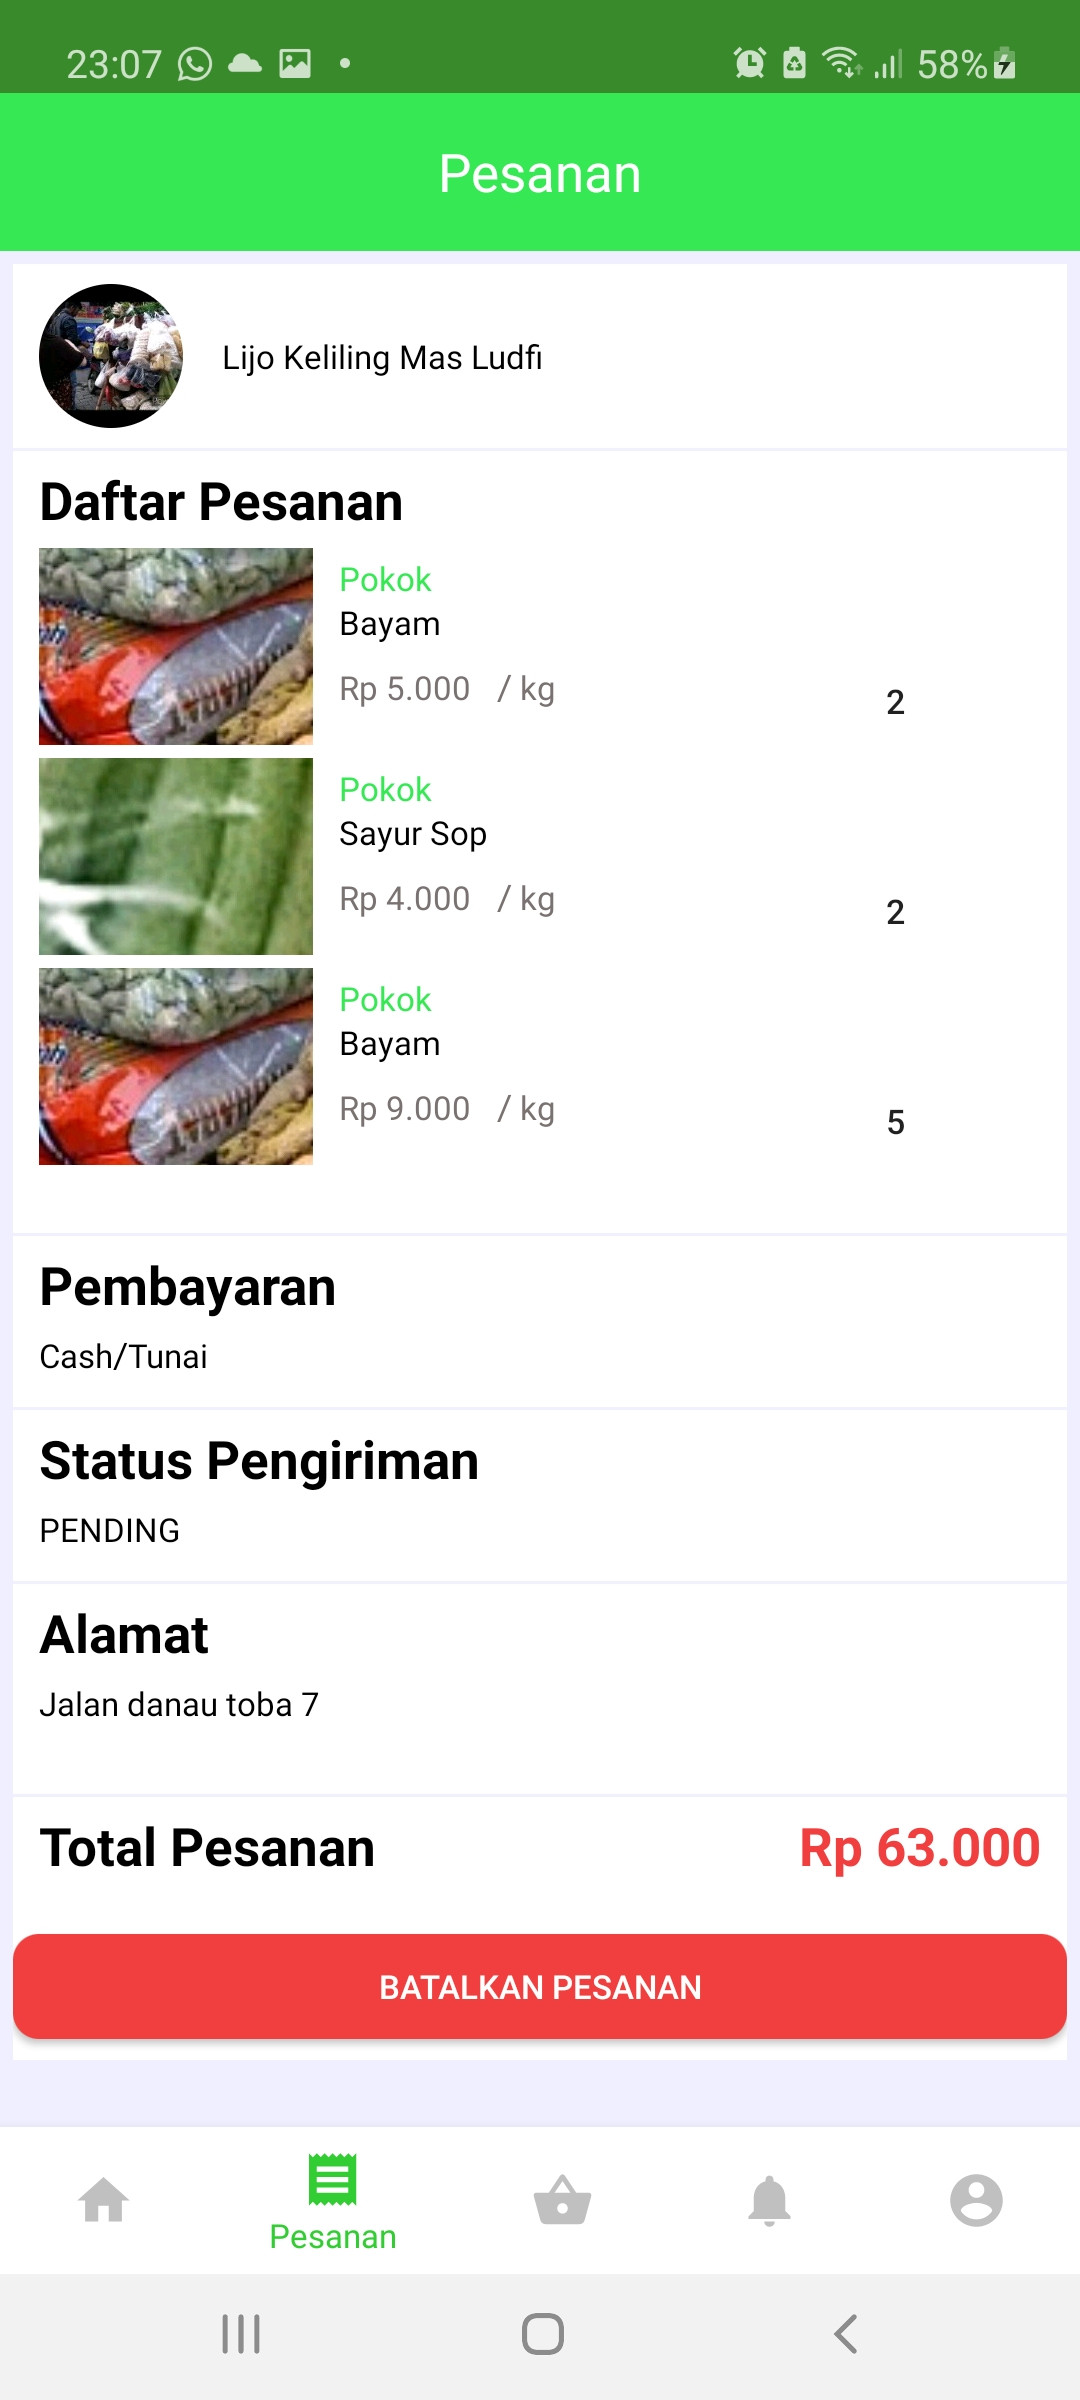 23:07
58%
Pesanan
Lijo Keliling Mas Ludfi
Daftar Pesanan
Pokok
Bayam
Rp 5.000 / kg
2
Pokok
Sayur Sop
Rp 4.000 / kg
2
Pokok
Bayam
Rp 9.000 / kg
5
Pembayaran
Cash/Tunai
Status Pengiriman
PENDING
Alamat
Jalan danau toba 7
Total Pesanan
Rp 63.000
BATALKAN PESANAN
Pesanan